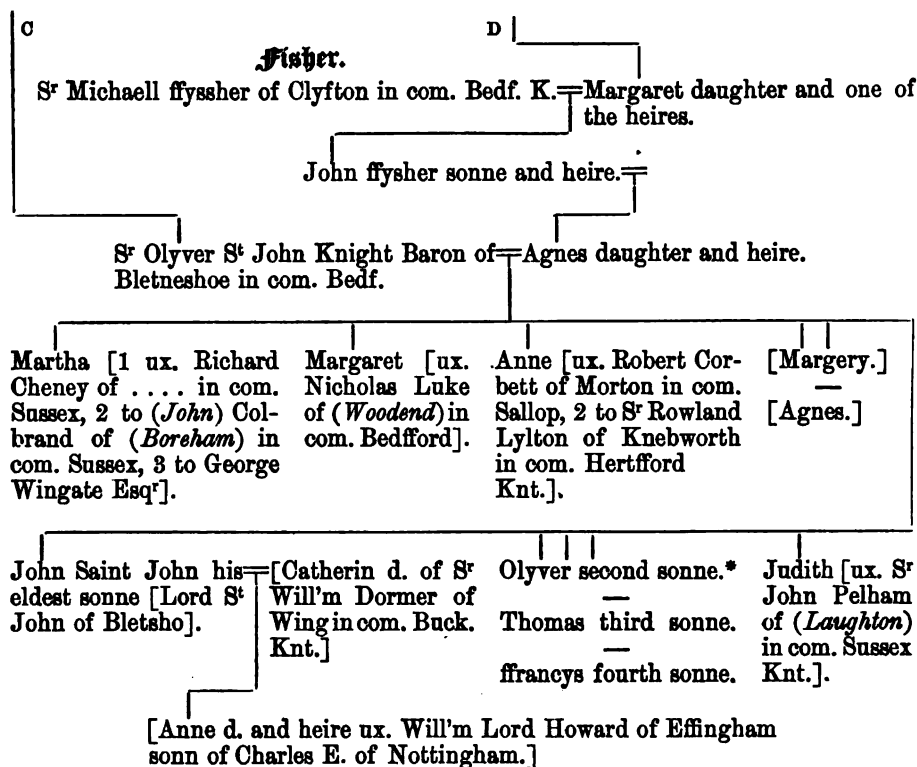 C
D
Fisher.
Sʳ Michaell ffyssher of Clyfton in com. Bedf. K.
Margaret daughter and one of
the heires.
John ffysher sonne and heire.
Sʳ Olyver Sᵗ John Knight Baron of
Bletneshoe in com. Bedf.
Agnes daughter and heire.
Martha [1 ux. Richard
Cheney of .... in com.
Sussex, 2 to (John) Col-
brand of (Boreham) in
com. Sussex, 3 to George
Wingate Esqʳ].
Margaret [ux.
Nicholas Luke
of (Woodend) in
com. Bedfford].
Anne [ux. Robert Cor-
bett of Morton in com.
Sallop, 2 to Sʳ Rowland
Lylton of Knebworth
in com. Hertfford
Knt.].
[Margery.]
—
[Agnes.]
John Saint John his
eldest sonne [Lord Sᵗ
John of Bletsho].
[Catherin d. of Sʳ
Will'm Dormer of
Wing in com. Buck.
Knt.]
Olyver second sonne.*
—
Thomas third sonne.
—
ffrancys fourth sonne.
Judith [ux. Sʳ
John Pelham
of (Laughton)
in com. Sussex
Knt.].
[Anne d. and heire ux. Will'm Lord Howard of Effingham
sonn of Charles E. of Nottingham.]